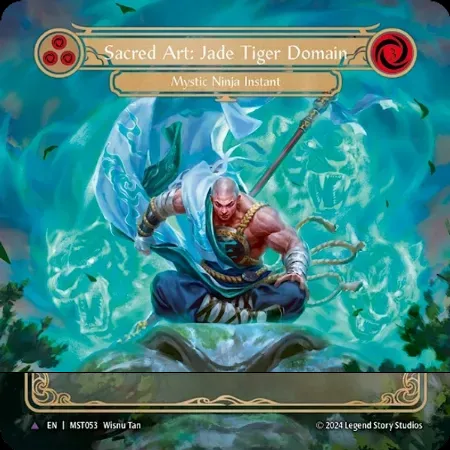 Sacred Art: Jade Tiger Domain
Mystic Ninja Instant
EN | MST053 Wisnu Tan
© 2024 Legend Story Studios